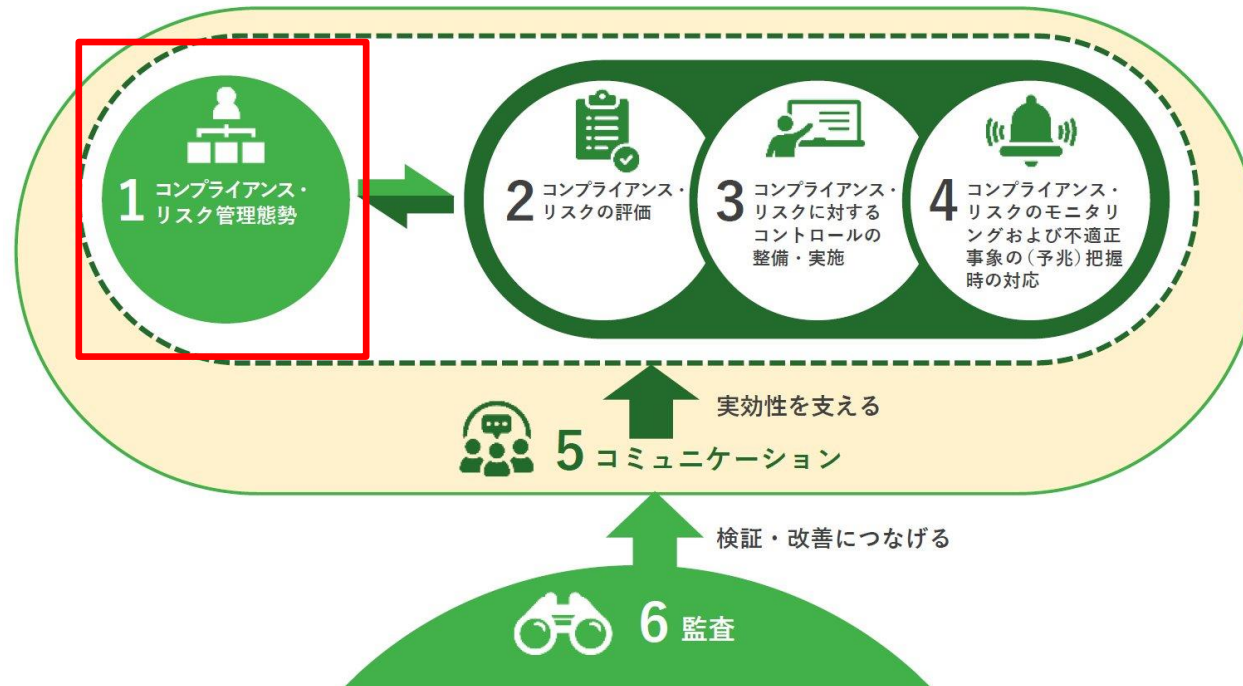 1 コンプライアンス・
リスク管理態勢
2 コンプライアンス・
リスクの評価
3 コンプライアンス・
リスクに対する
コントロールの
整備・実施
4 コンプライアンス・
リスクのモニタリ
ングおよび不適正
事象の(予兆)把握
時の対応
実効性を支える
5 コミュニケーション
検証・改善につなげる
6 監査